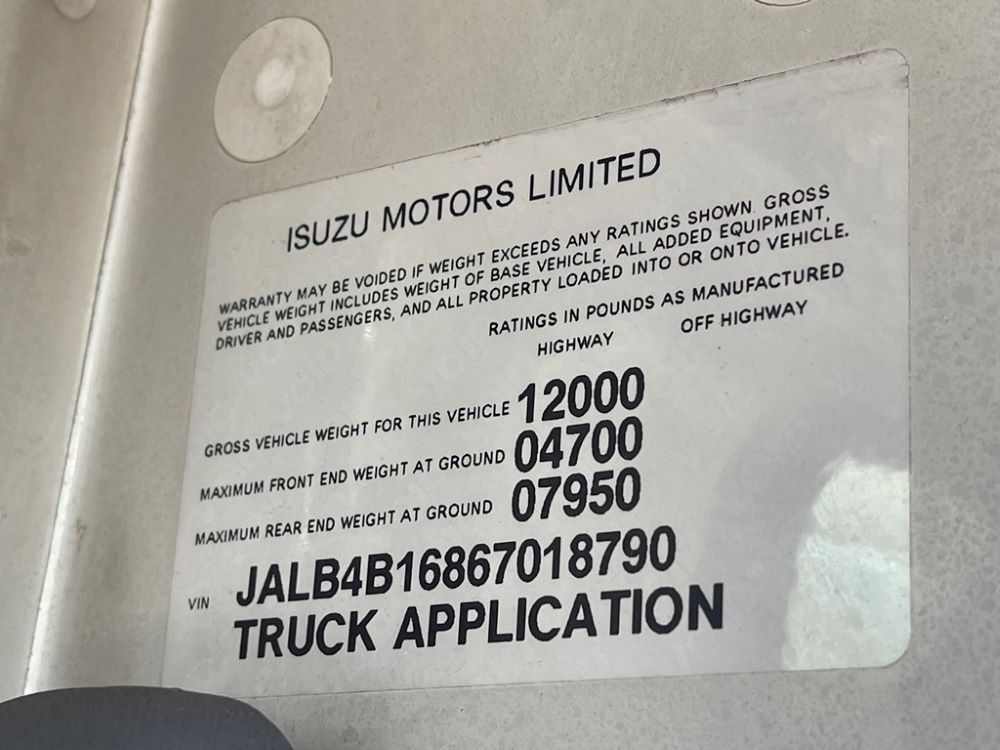 ISUZU MOTORS LIMITED
WARRANTY MAY BE VOIDED IF WEIGHT EXCEEDS ANY RATINGS SHOWN. GROSS
VEHICLE WEIGHT INCLUDES WEIGHT OF BASE VEHICLE, ALL ADDED EQUIPMENT,
DRIVER AND PASSENGERS, AND ALL PROPERTY LOADED INTO OR ONTO VEHICLE.
RATINGS IN POUNDS AS MANUFACTURED
HIGHWAY OFF HIGHWAY
GROSS VEHICLE WEIGHT FOR THIS VEHICLE 12000
MAXIMUM FRONT END WEIGHT AT GROUND 04700
MAXIMUM REAR END WEIGHT AT GROUND 07950
VIN JALB4B16867018790
TRUCK APPLICATION